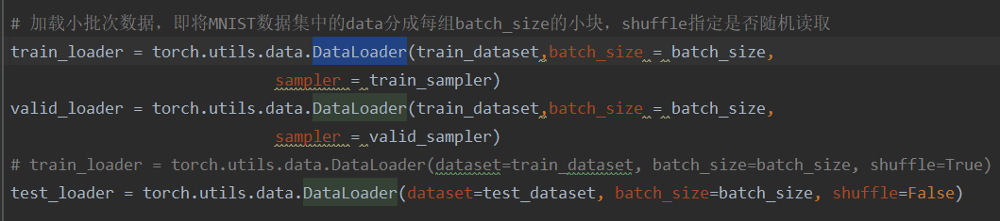 # 加载小批次数据，即将MNIST数据集中的data分成每组batch_size的小块，shuffle指定是否随机读取
train_loader = torch.utils.data.DataLoader(train_dataset,batch_size = batch_size,
sampler = train_sampler)
valid_loader = torch.utils.data.DataLoader(train_dataset,batch_size = batch_size,
sampler = valid_sampler)
# train_loader = torch.utils.data.DataLoader(dataset=train_dataset, batch_size=batch_size, shuffle=True)
test_loader = torch.utils.data.DataLoader(dataset=test_dataset, batch_size=batch_size, shuffle=False)